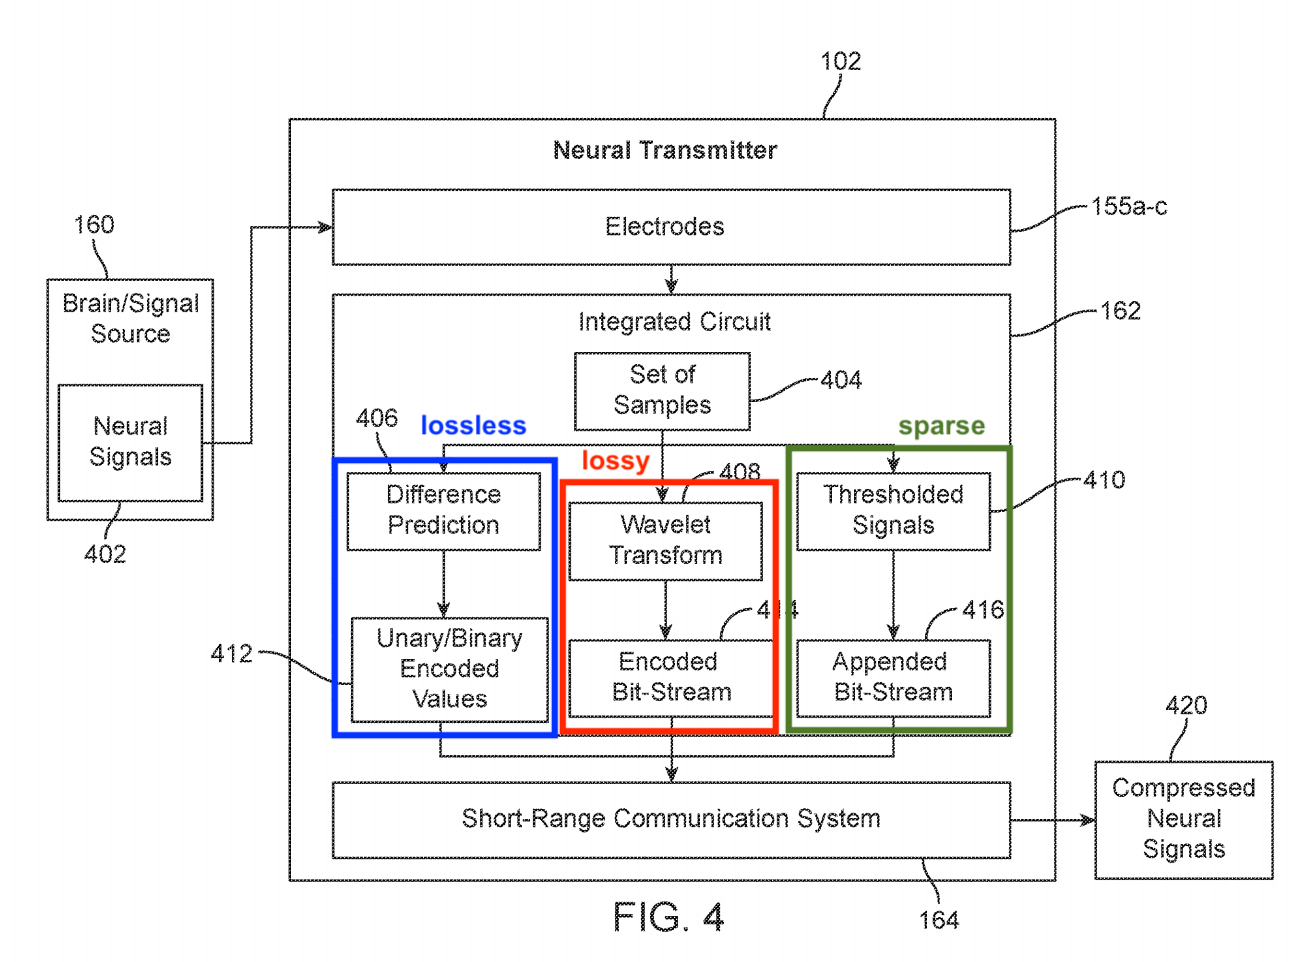 102
Neural Transmitter
155a-c
Electrodes
160
Brain/Signal
Source
Neural
Signals
402
162
Integrated Circuit
Set of
Samples
404
406
lossless
lossy
sparse
408
410
Difference
Prediction
Wavelet
Transform
Thresholded
Signals
412
Unary/Binary
Encoded
Values
414
Encoded
Bit-Stream
416
Appended
Bit-Stream
420
Compressed
Neural
Signals
Short-Range Communication System
164
FIG. 4